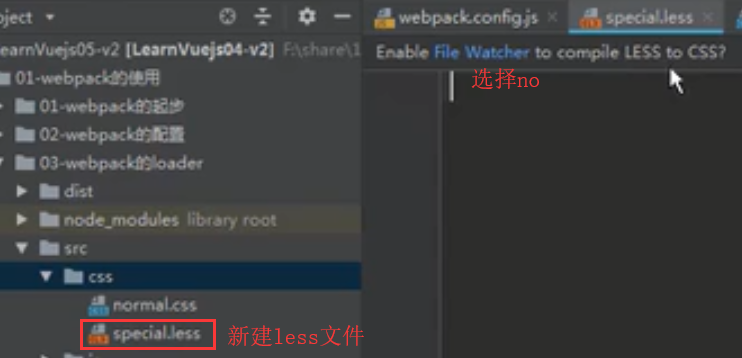 oject
webpack.config.js
special.less
earnVuejs05-v2 [LearnVuejs04-v2] F:\share\1
Enable File Watcher to compile LESS to CSS?
选择no
01-webpack的使用
01-webpack的起步
02-webpack的配置
03-webpack的loader
dist
node_modules library root
src
css
normal.css
special.less
新建less文件